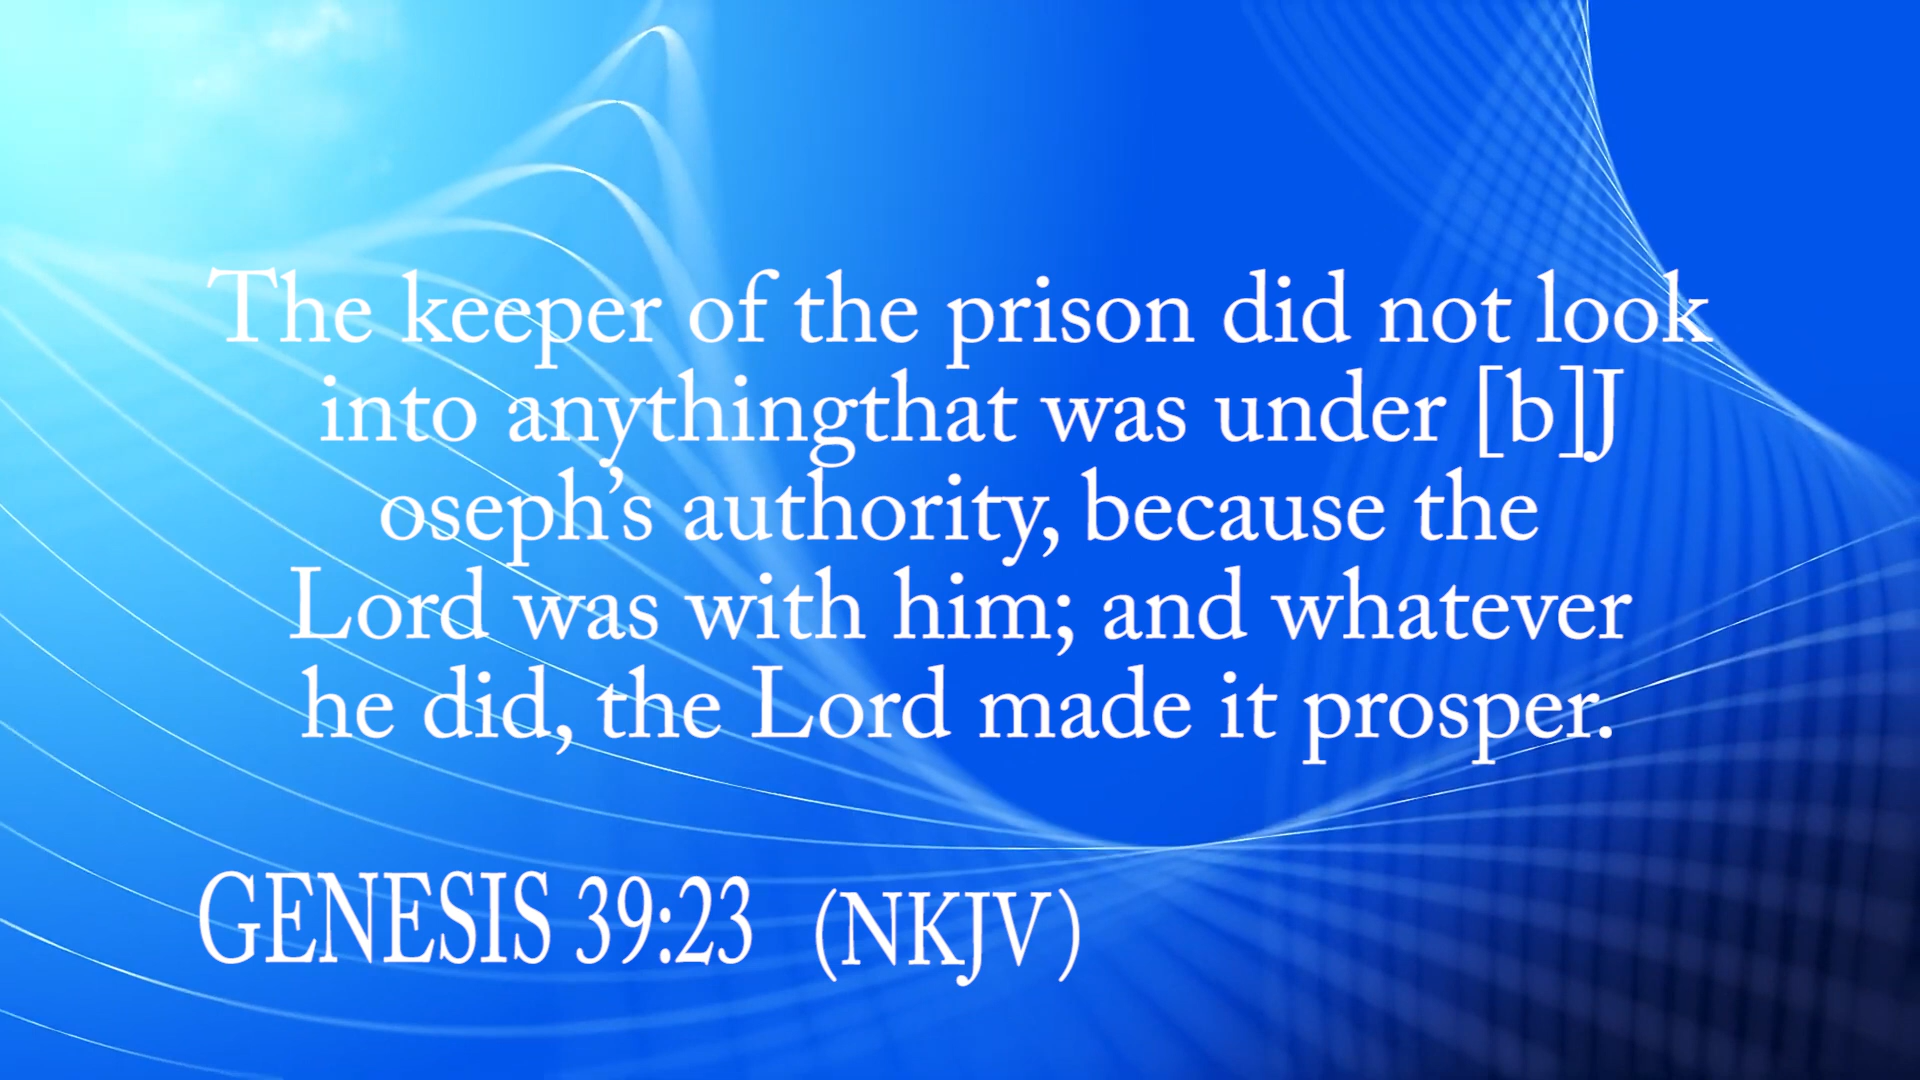 The keeper of the prison did not look
into anythingthat was under [b]J
oseph’s authority, because the
Lord was with him; and whatever
he did, the Lord made it prosper.
GENESIS 39:23 (NKJV)